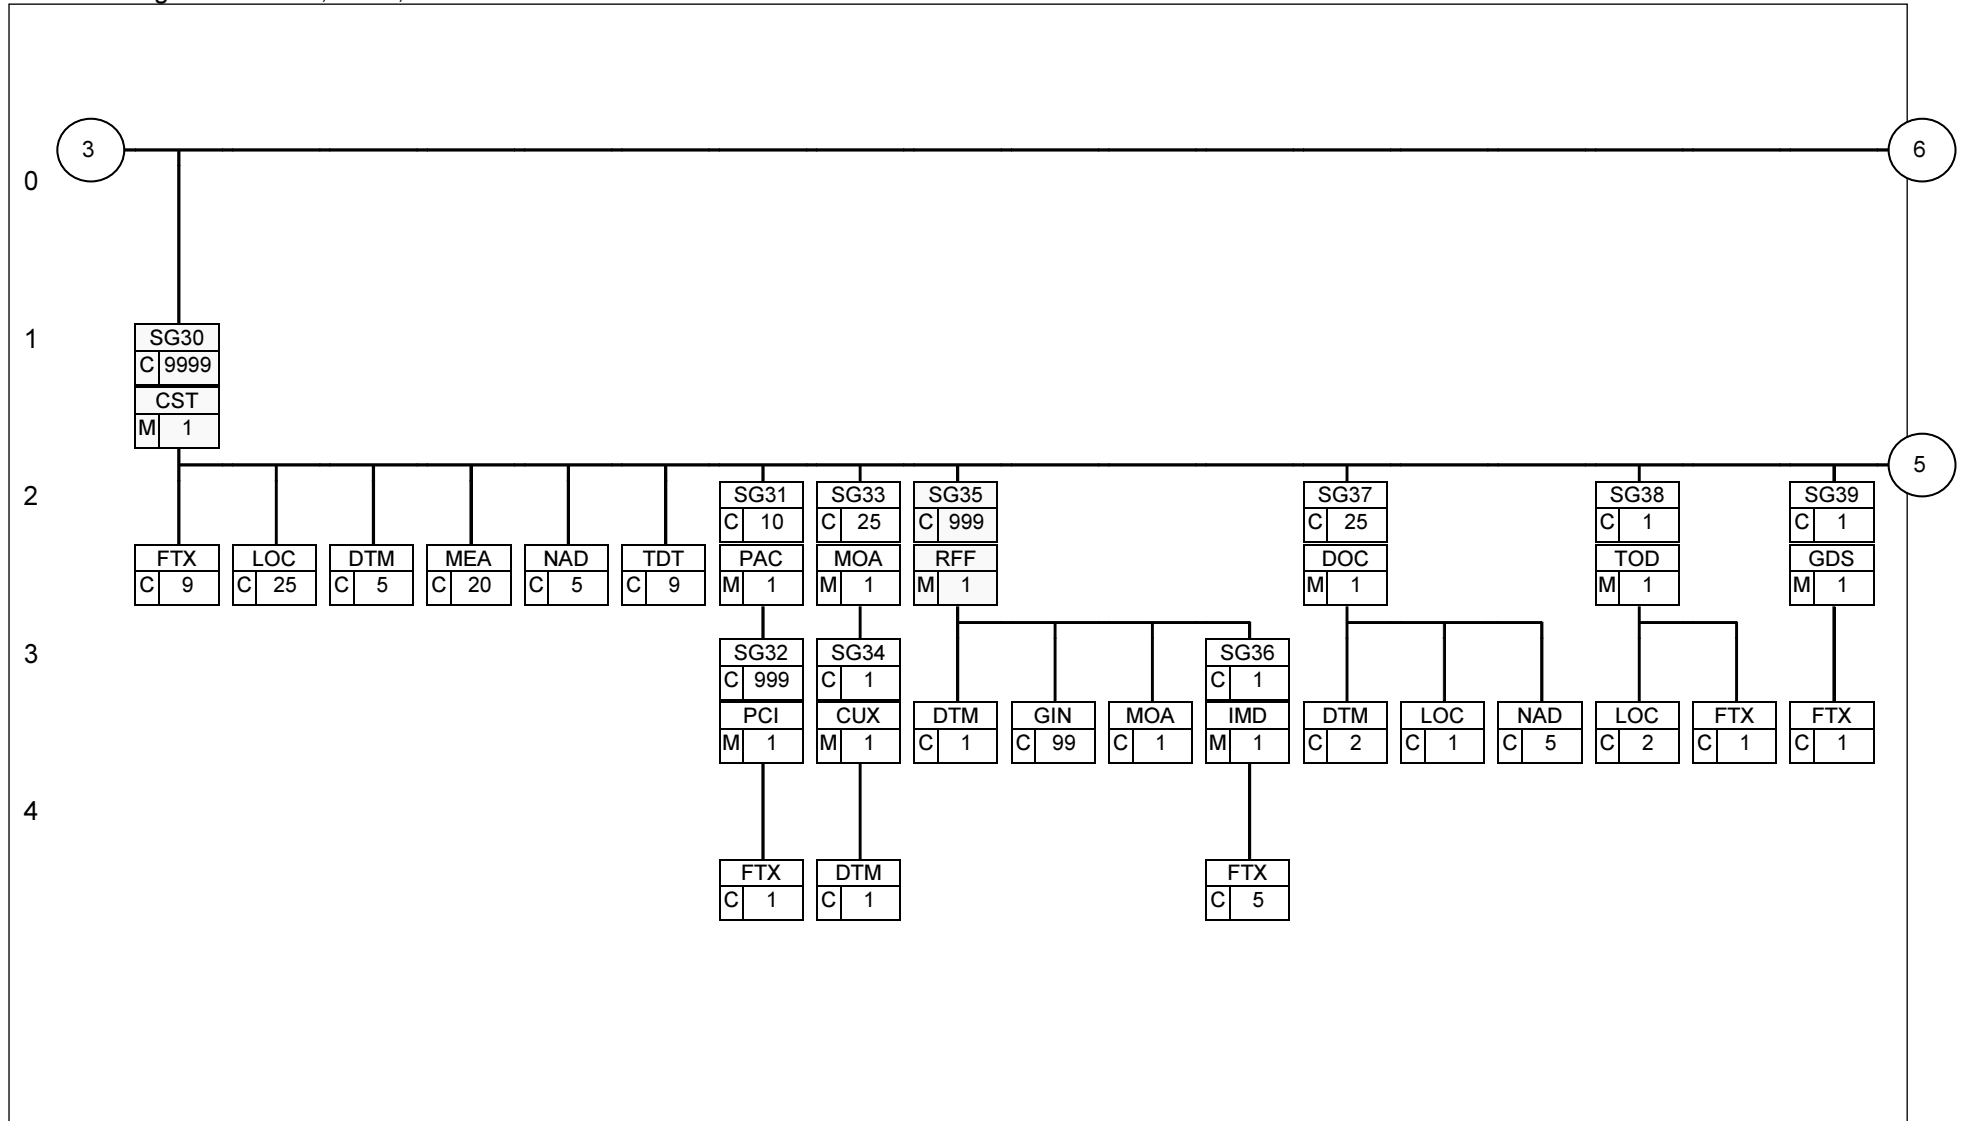 3 6
0
1
SG30
C 9999
CST
M 1
5
2
SG31 SG33 SG35 SG37 SG38 SG39
C 10 C 25 C 999 C 25 C 1 C 1
FTX LOC DTM MEA NAD TDT PAC MOA RFF DOC TOD GDS
C 9 C 25 C 5 C 20 C 5 C 9 M 1 M 1 M 1 M 1 M 1 M 1
3
SG32 SG34 SG36
C 999 C 1 C 1
PCI CUX DTM GIN MOA IMD DTM LOC NAD LOC FTX FTX
M 1 M 1 C 1 C 99 C 1 M 1 C 2 C 1 C 5 C 2 C 1 C 1
4
FTX DTM FTX
C 1 C 1 C 5